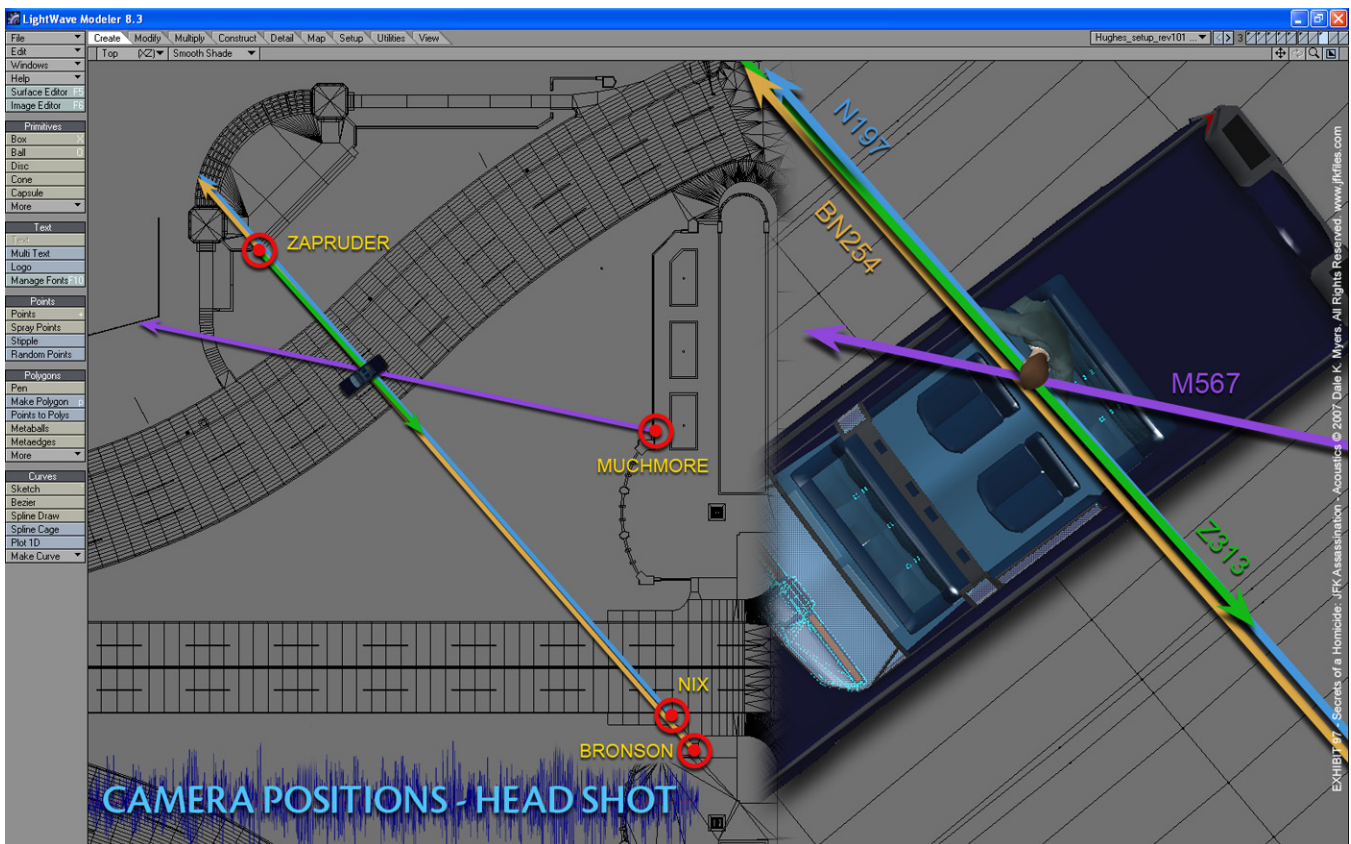 LightWave Modeler 8.3
File
Edit
Windows
Help
Surface Editor F5
Image Editor F6
Primitives
Box X
Ball O
Disc
Cone
Capsule
More
Text
Text
Multi Text
Logo
Manage Fonts F10
Points
Points +
Spray Points
Stipple
Random Points
Polygons
Pen
Make Polygon p
Points to Polys
Metaballs
Metaedges
More
Curves
Sketch
Bezier
Spline Draw
Spline Cage
Plot 1D
Make Curve
Create Modify Multiply Construct Detail Map Setup Utilities View
Hughes_setup_rev101 ... 3
Top (XZ) Smooth Shade
ZAPRUDER
MUCHMORE
NIX
BRONSON
CAMERA POSITIONS - HEAD SHOT
N197
BN254
M567
Z313
EXHIBIT 97 - Secrets of a Homicide: JFK Assassination - Acoustics © 2007 Dale K. Myers. All Rights Reserved. www.jfkfiles.com